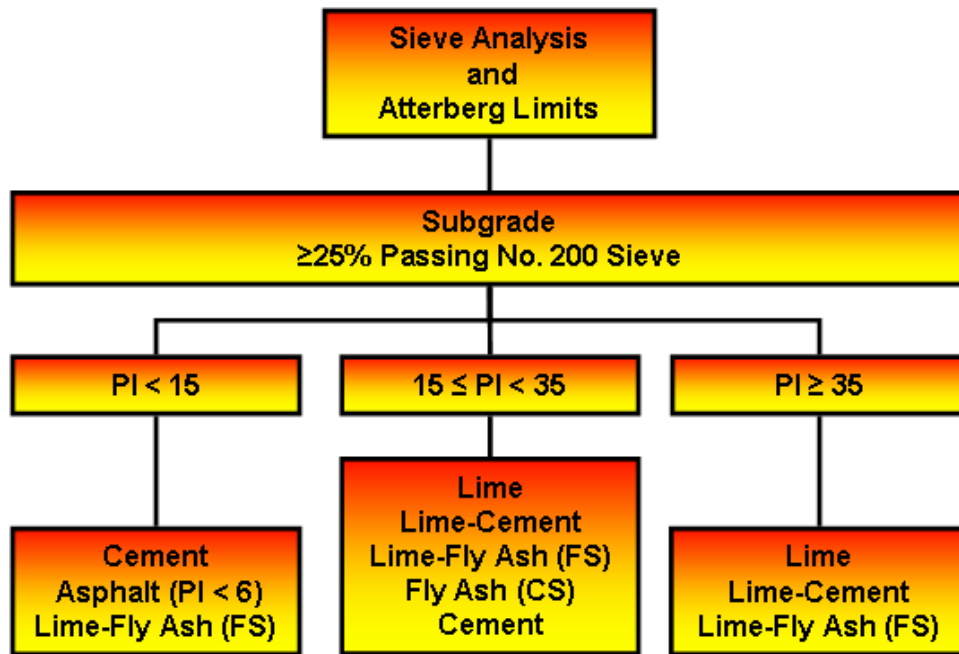 Sieve Analysis
and
Atterberg Limits
Subgrade
≥25% Passing No. 200 Sieve
PI < 15
15 ≤ PI < 35
PI ≥ 35
Cement
Asphalt (PI < 6)
Lime-Fly Ash (FS)
Lime
Lime-Cement
Lime-Fly Ash (FS)
Fly Ash (CS)
Cement
Lime
Lime-Cement
Lime-Fly Ash (FS)